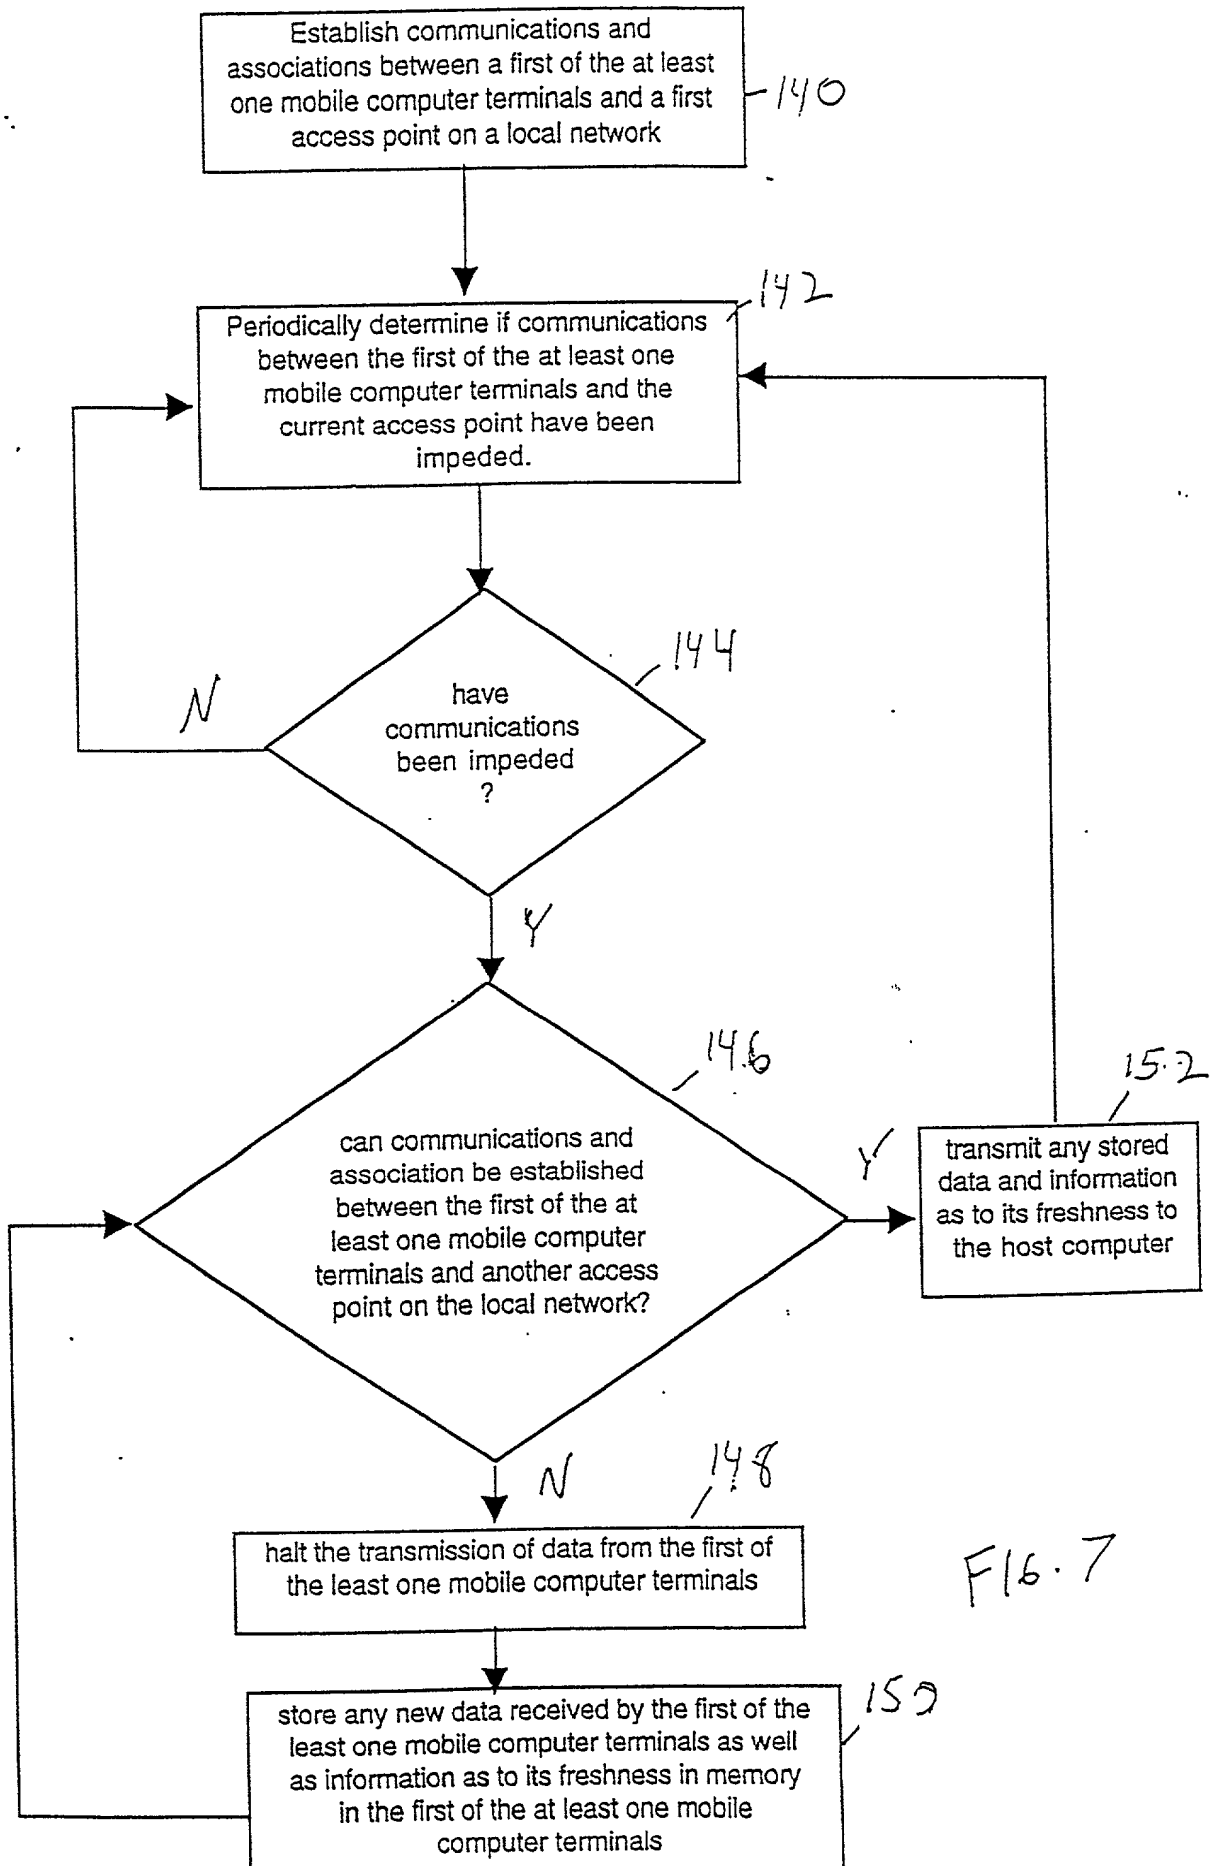 Establish communications and
associations between a first of the at least
one mobile computer terminals and a first
access point on a local network
140
142
Periodically determine if communications
between the first of the at least one
mobile computer terminals and the
current access point have been
impeded.
144
N
have
communications
been impeded
?
Y
146
152
can communications and
association be established
between the first of the at
least one mobile computer
terminals and another access
point on the local network?
Y
transmit any stored
data and information
as to its freshness to
the host computer
N
148
halt the transmission of data from the first of
the least one mobile computer terminals
FIG. 7
150
store any new data received by the first of the
least one mobile computer terminals as well
as information as to its freshness in memory
in the first of the at least one mobile
computer terminals